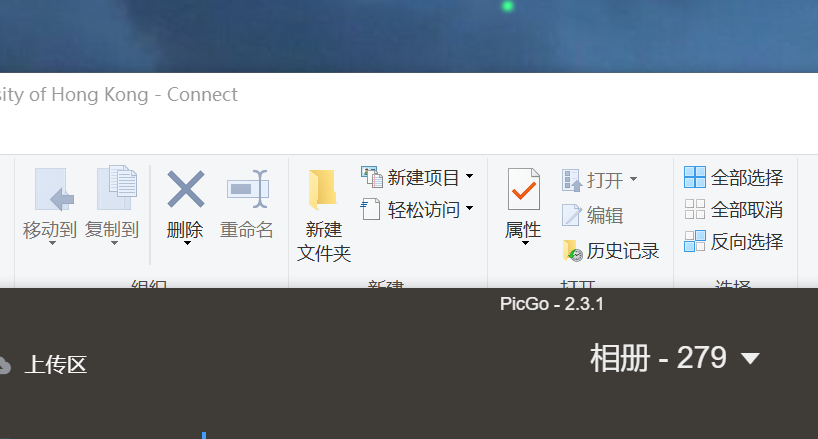 sity of Hong Kong - Connect
移动到 复制到 删除 重命名 新建文件夹 新建项目 轻松访问 属性 打开 编辑 历史记录 全部选择 全部取消 反向选择
组织 新建 打开 选择
PicGo - 2.3.1
上传区 相册 - 279